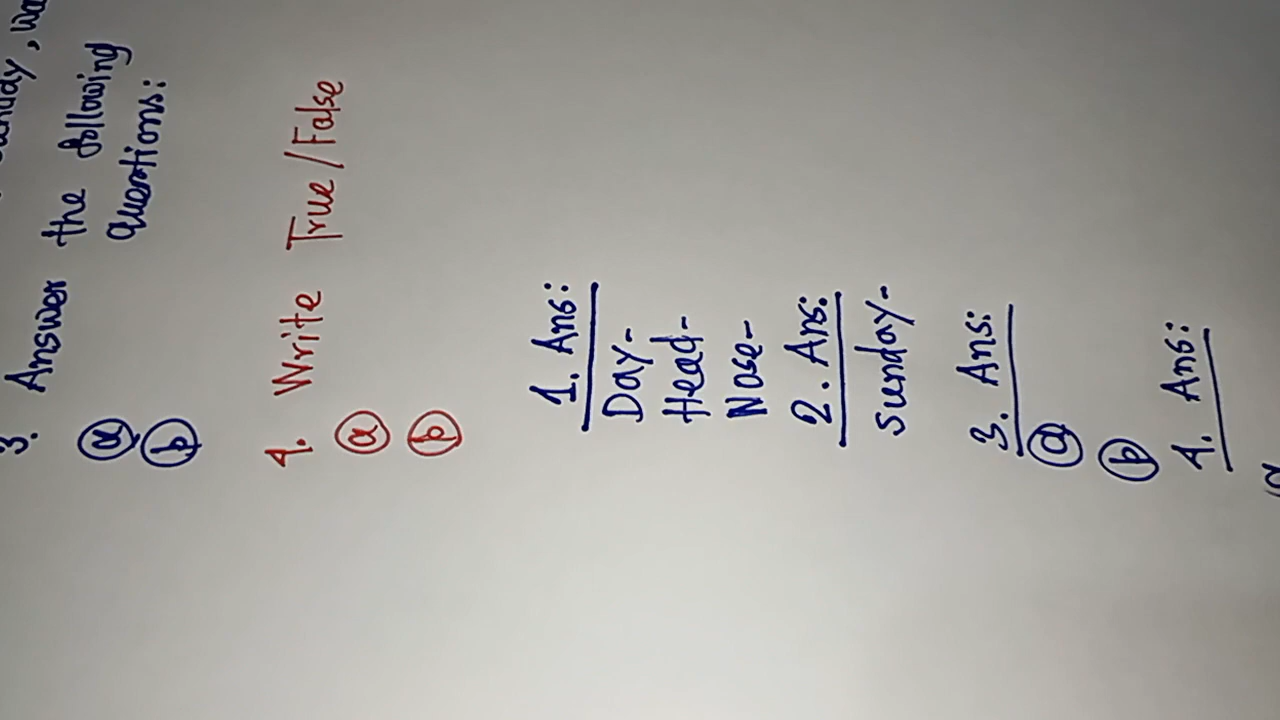 3. Answer the following
questions:
(a)
(b)
4. Write True/False
(a)
(b)
1. Ans:
Day-
Head-
Nose-
2. Ans:
Sunday-
3. Ans:
(a)
(b)
4. Ans: